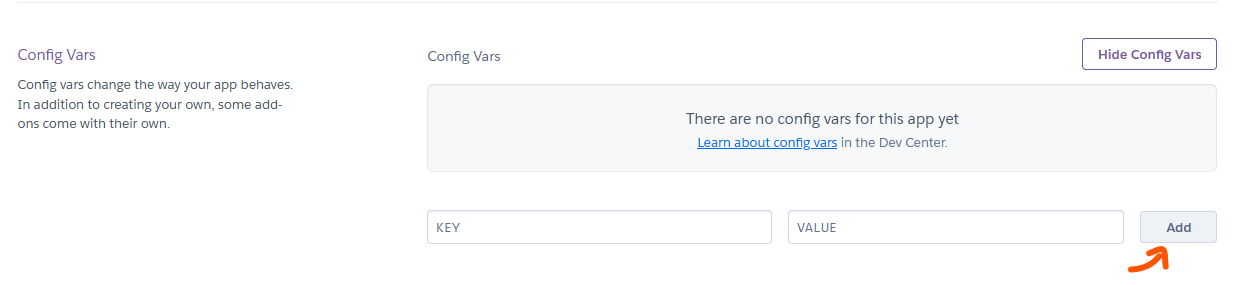 Config Vars
Config vars change the way your app behaves.
In addition to creating your own, some add-
ons come with their own.
Config Vars
Hide Config Vars
There are no config vars for this app yet
Learn about config vars in the Dev Center.
KEY
VALUE
Add